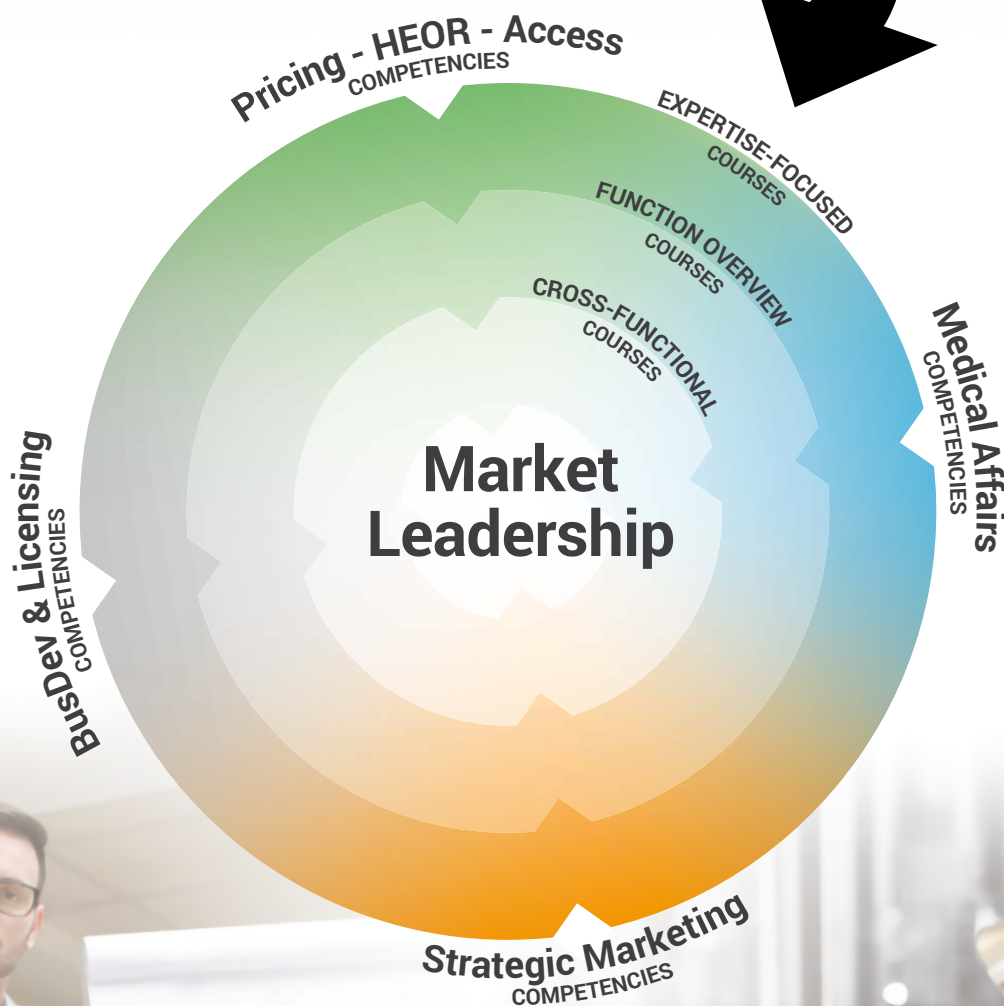 Pricing - HEOR - Access
COMPETENCIES
EXPERTISE-FOCUSED
COURSES
FUNCTION OVERVIEW
COURSES
CROSS-FUNCTIONAL
COURSES
Medical Affairs
COMPETENCIES
Market
Leadership
BusDev & Licensing
COMPETENCIES
Strategic Marketing
COMPETENCIES